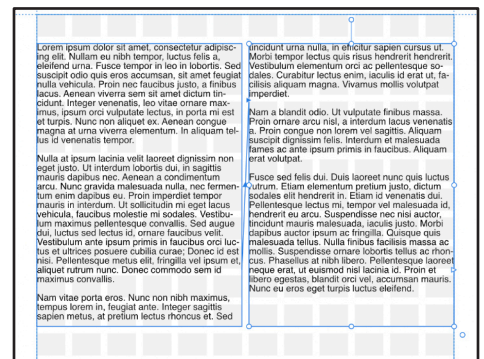 Lorem ipsum dolor sit amet, consectetur adipisc-
ing elit. Nullam eu nibh tempor, luctus felis a,
eleifend urna. Fusce tempor in leo in lobortis. Sed
suscipit odio quis eros accumsan, sit amet feugiat
nulla vehicula. Proin nec faucibus justo, a finibus
lacus. Aenean viverra sem sit amet dictum tin-
cidunt. Integer venenatis, leo vitae ornare max-
imus, ipsum orci vulputate lectus, in porta mi est
et turpis. Nunc non aliquet ex. Aenean congue
magna at urna viverra elementum. In aliquam tel-
lus id venenatis tempor.
Nulla at ipsum lacinia velit laoreet dignissim non
eget justo. Ut interdum lobortis dui, in sagittis
mauris dapibus nec. Aenean a condimentum
arcu. Nunc gravida malesuada nulla, nec fermen-
tum enim dapibus eu. Proin imperdiet tempor
mauris in interdum. Ut sollicitudin mi eget lacus
vehicula, faucibus molestie mi sodales. Vestibu-
lum maximus pellentesque convallis. Sed augue
dui, luctus sed lectus id, ornare faucibus velit.
Vestibulum ante ipsum primis in faucibus orci luc-
tus et ultrices posuere cubilia curae; Donec id est
nisi. Pellentesque metus elit, fringilla vel ipsum et,
aliquet rutrum nunc. Donec commodo sem id
maximus convallis.
Nam vitae porta eros. Nunc non nibh maximus,
tempus lorem in, feugiat ante. Integer sagittis
sapien metus, at pretium lectus rhoncus et. Sed
tincidunt urna nulla, in efficitur sapien cursus ut.
Morbi tempor lectus quis risus hendrerit hendrerit.
Vestibulum elementum orci ac pellentesque so-
dales. Curabitur lectus enim, iaculis id erat ut, fa-
cilisis aliquam magna. Vivamus mollis volutpat
imperdiet.
Nam a blandit odio. Ut vulputate finibus massa.
Proin ornare arcu nisl, a interdum lacus venenatis
a. Proin congue non lorem vel sagittis. Aliquam
suscipit dignissim felis. Interdum et malesuada
fames ac ante ipsum primis in faucibus. Aliquam
erat volutpat.
Fusce sed felis dui. Duis laoreet nunc quis luctus
rutrum. Etiam elementum pretium justo, dictum
sodales elit hendrerit in. Etiam id venenatis dui.
Pellentesque lectus mi, tempor vel malesuada id,
hendrerit eu arcu. Suspendisse nec nisi auctor,
tincidunt mauris malesuada, iaculis justo. Morbi
dapibus auctor ipsum ac fringilla. Quisque quis
malesuada tellus. Nulla finibus facilisis massa ac
mollis. Suspendisse ornare lobortis tellus ac rhon-
cus. Phasellus at nibh libero. Pellentesque laoreet
neque erat, ut euismod nisl lacinia id. Proin et
libero egestas, blandit orci vel, accumsan mauris.
Nunc eu eros eget turpis luctus eleifend.